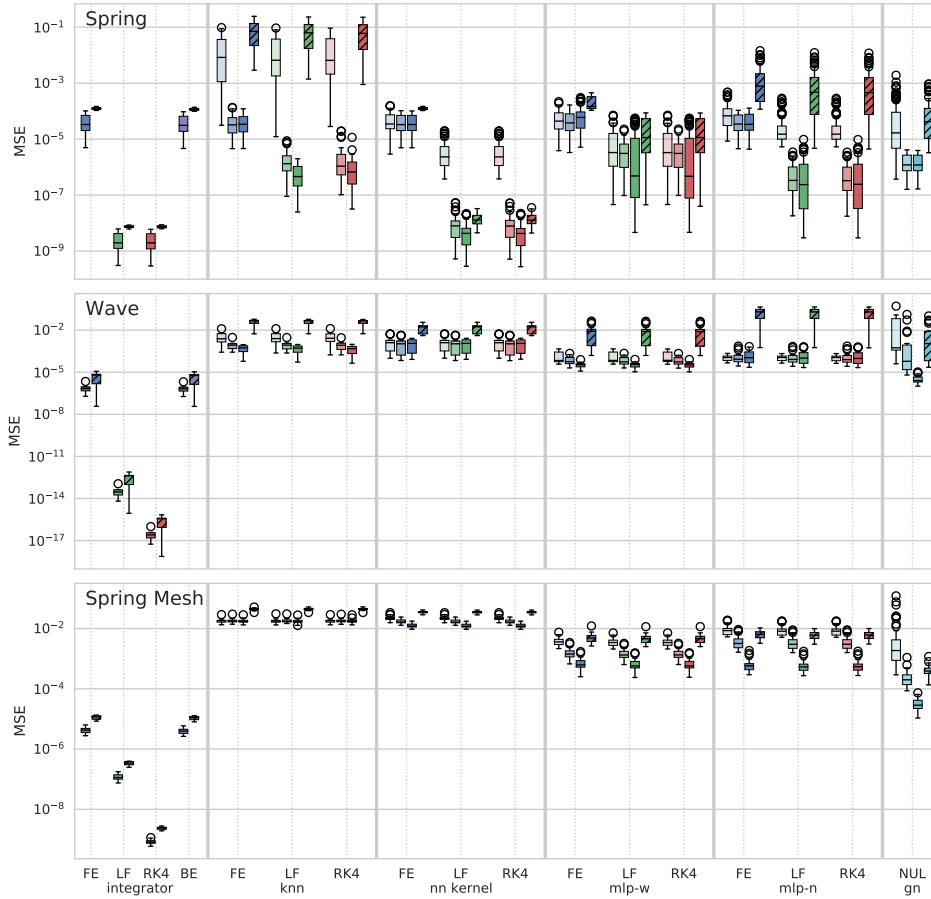 Spring
10⁻¹
10⁻³
10⁻⁵
10⁻⁷
10⁻⁹
MSE
Wave
10⁻²
10⁻⁵
10⁻⁸
10⁻¹¹
10⁻¹⁴
10⁻¹⁷
MSE
Spring Mesh
10⁻²
10⁻⁴
10⁻⁶
10⁻⁸
MSE
FE LF RK4 BE FE LF RK4 FE LF RK4 FE LF RK4 FE LF RK4 NUL
integrator knn nn kernel mlp-w mlp-n gn